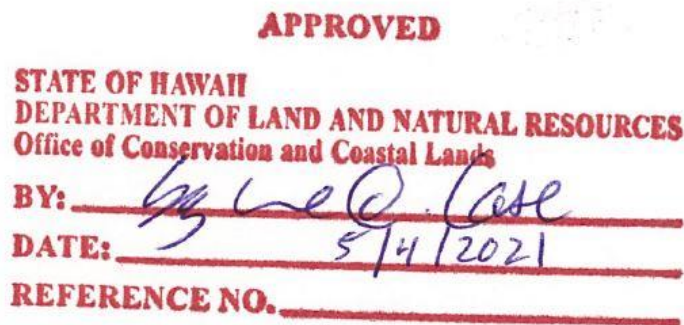 APPROVED
STATE OF HAWAII
DEPARTMENT OF LAND AND NATURAL RESOURCES
Office of Conservation and Coastal Lands
BY: Case
DATE: 5/4/2021
REFERENCE NO.